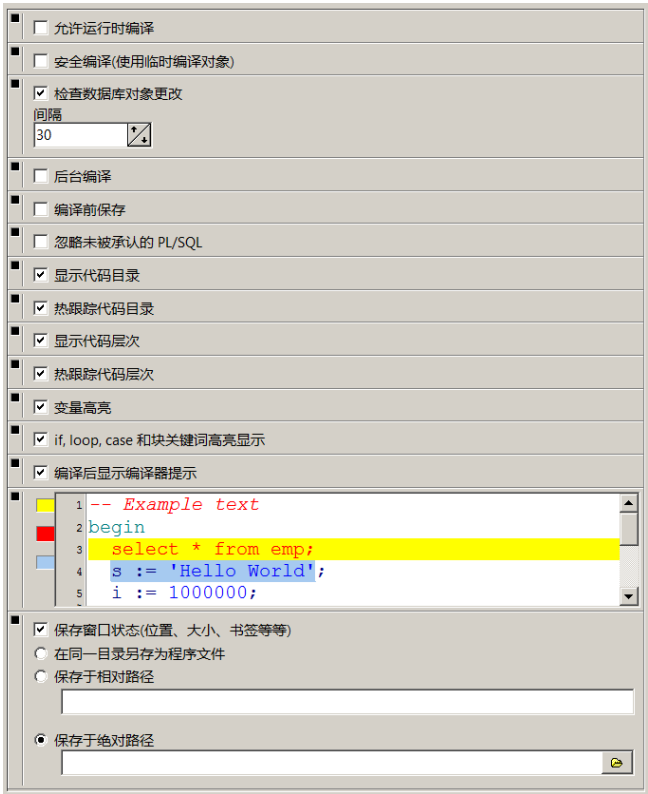 允许运行时编译
安全编译(使用临时编译对象)
检查数据库对象更改
间隔
30
后台编译
编译前保存
忽略未被承认的 PL/SQL
显示代码目录
热跟踪代码目录
显示代码层次
热跟踪代码层次
变量高亮
if, loop, case 和块关键词高亮显示
编译后显示编译器提示
1 -- Example text
2 begin
3 select * from emp;
4 s := 'Hello World';
5 i := 1000000;
保存窗口状态(位置、大小、书签等等)
在同一目录另存为程序文件
保存于相对路径
保存于绝对路径